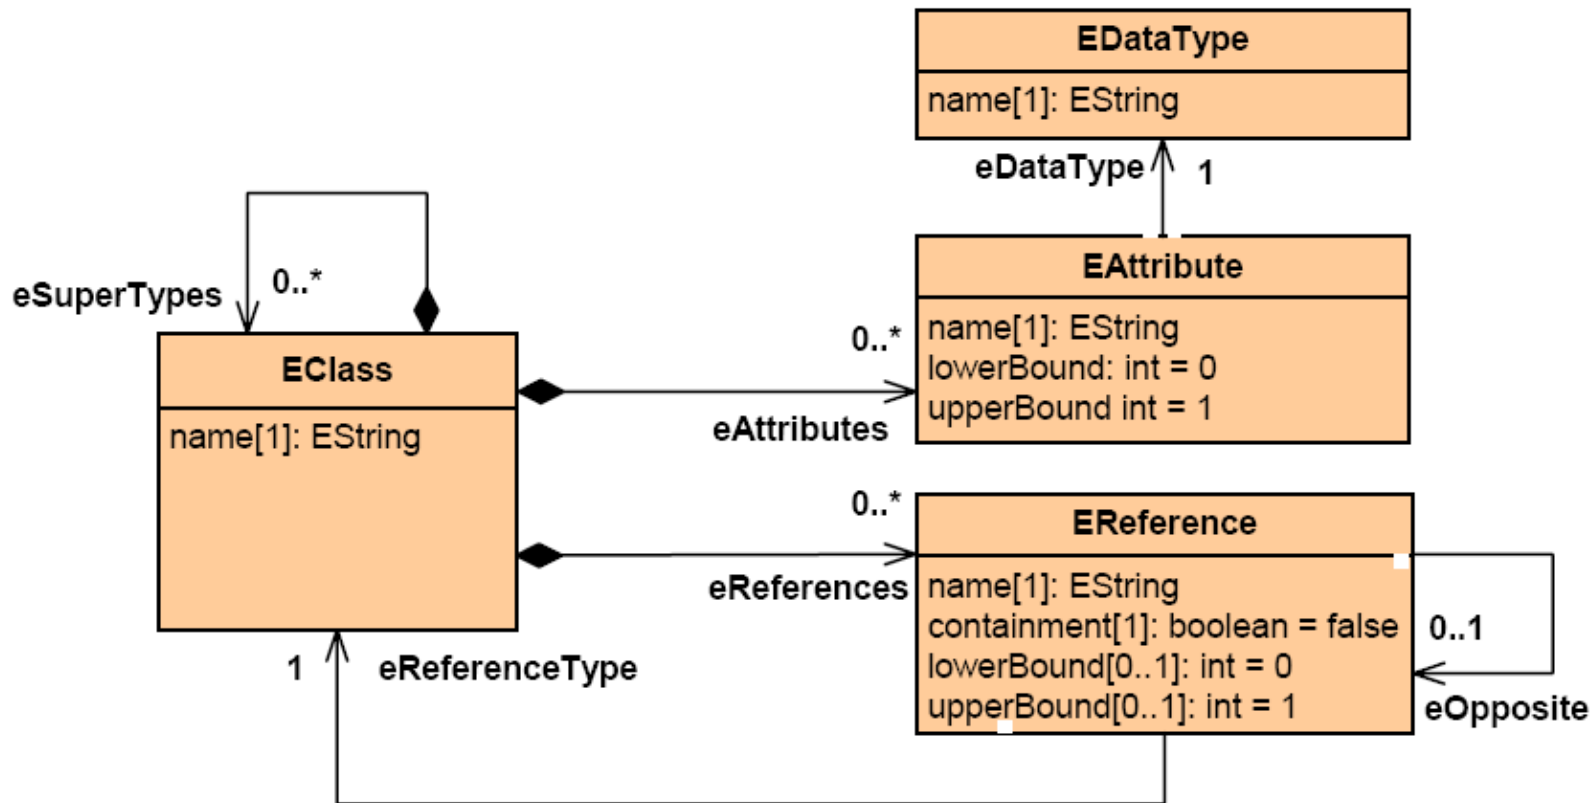 EDataType
name[1]: EString
eDataType
1
EAttribute
name[1]: EString
lowerBound: int = 0
upperBound int = 1
eSuperTypes
0..*
EClass
name[1]: EString
0..*
eAttributes
0..*
eReferences
EReference
name[1]: EString
containment[1]: boolean = false
lowerBound[0..1]: int = 0
upperBound[0..1]: int = 1
0..1
eOpposite
1
eReferenceType